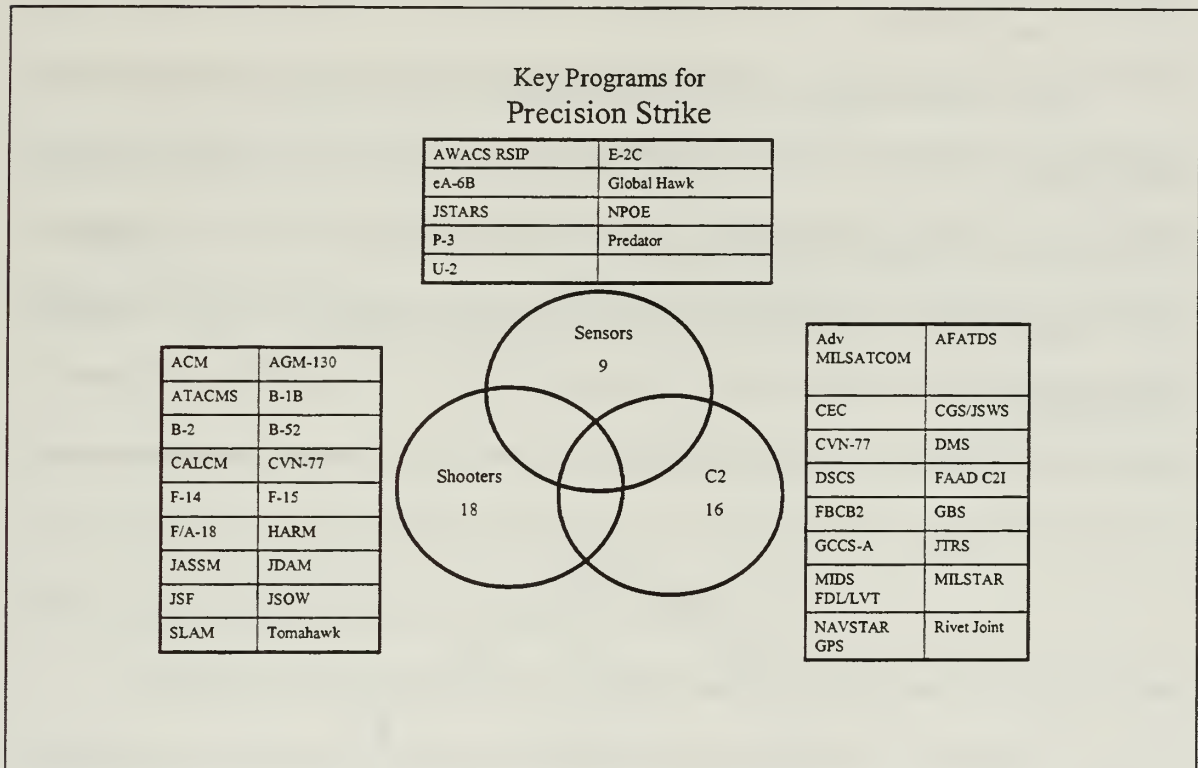 Key Programs for
Precision Strike
AWACS RSIP E-2C
eA-6B Global Hawk
JSTARS NPOE
P-3 Predator
U-2
Sensors
9
Shooters
18
C2
16
ACM AGM-130
ATACMS B-1B
B-2 B-52
CALCM CVN-77
F-14 F-15
F/A-18 HARM
JASSM JDAM
JSF JSOW
SLAM Tomahawk
Adv AFATDS
MILSATCOM
CEC CGS/JSWS
CVN-77 DMS
DSCS FAAD C2I
FBCB2 GBS
GCCS-A JTRS
MIDS MILSTAR
FDL/LVT
NAVSTAR Rivet Joint
GPS